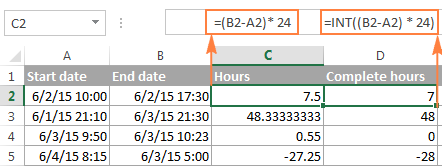 C2 =(B2-A2)* 24 =INT((B2-A2) * 24)
A B C D
1 Start date End date Hours Complete hours
2 6/2/15 10:00 6/2/15 17:30 7.5 7
3 6/1/15 21:10 6/3/15 21:30 48.33333333 48
4 6/3/15 9:50 6/3/15 10:23 0.55 0
5 6/4/15 8:15 6/3/15 5:00 -27.25 -28